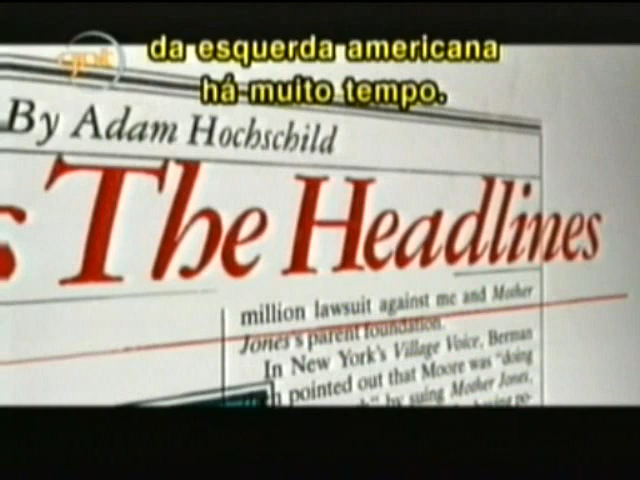 gnt
da esquerda americana
há muito tempo.
By Adam Hochschild
The Headlines
million lawsuit against me and Mother
Jones's parent foundation.
In New York's Village Voice, Berman
pointed out that Moore was "doing
by suing Mother Jones,